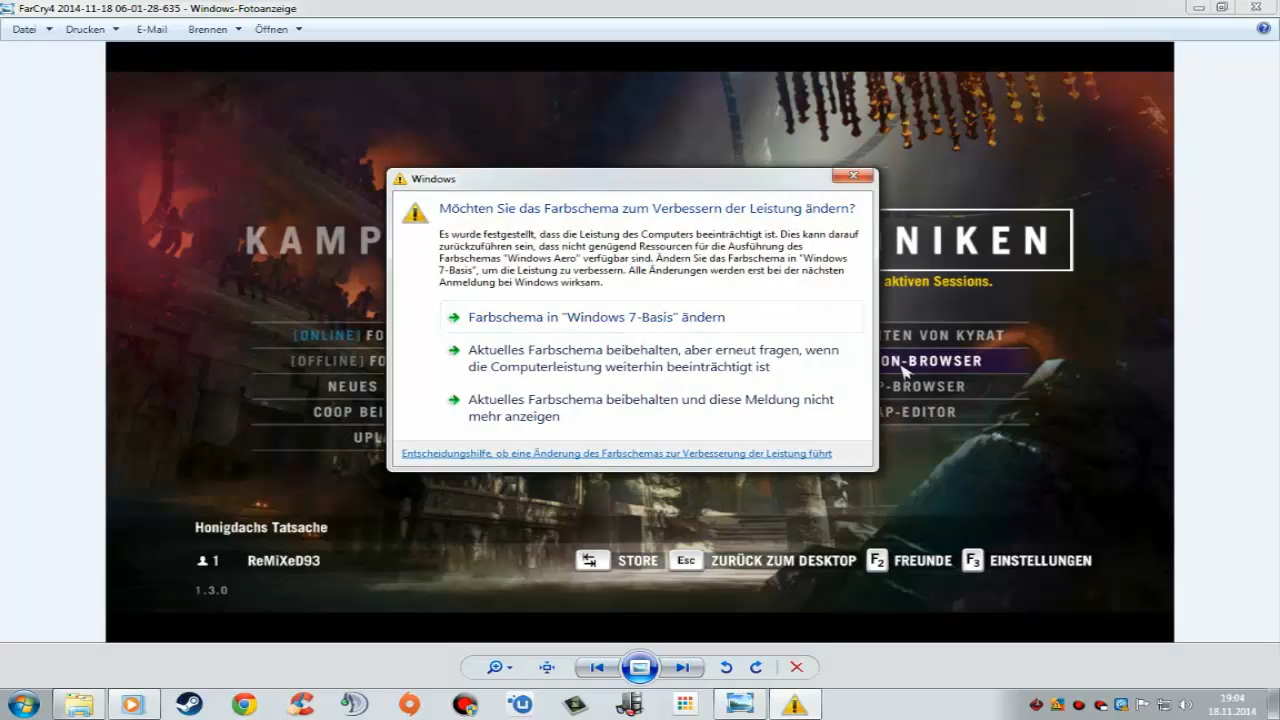 FarCry4 2014-11-18 06-01-28-635 - Windows-Fotoanzeige
Datei Drucken E-Mail Brennen Öffnen
Windows
Möchten Sie das Farbschema zum Verbessern der Leistung ändern?
Es wurde festgestellt, dass die Leistung des Computers beeinträchtigt ist. Dies kann darauf
zurückzuführen sein, dass nicht genügend Ressourcen für die Ausführung des
Farbschemas "Windows Aero" verfügbar sind. Ändern Sie das Farbschema in "Windows
7-Basis", um die Leistung zu verbessern. Alle Änderungen werden erst bei der nächsten
Anmeldung bei Windows wirksam.
Farbschema in "Windows 7-Basis" ändern
Aktuelles Farbschema beibehalten, aber erneut fragen, wenn
die Computerleistung weiterhin beeinträchtigt ist
Aktuelles Farbschema beibehalten und diese Meldung nicht
mehr anzeigen
Entscheidungshilfe, ob eine Änderung des Farbschemas zur Verbesserung der Leistung führt
KAMP
NIKEN
aktiven Sessions.
[ONLINE] FO
TEN VON KYRAT
[OFFLINE] FO
ON-BROWSER
NEUES
P-BROWSER
COOP BEI
AP-EDITOR
UPL
Honigdachs Tatsache
1 ReMiXeD93
STORE Esc ZURÜCK ZUM DESKTOP F2 FREUNDE F3 EINSTELLUNGEN
1.3.0
19:04
18.11.2014